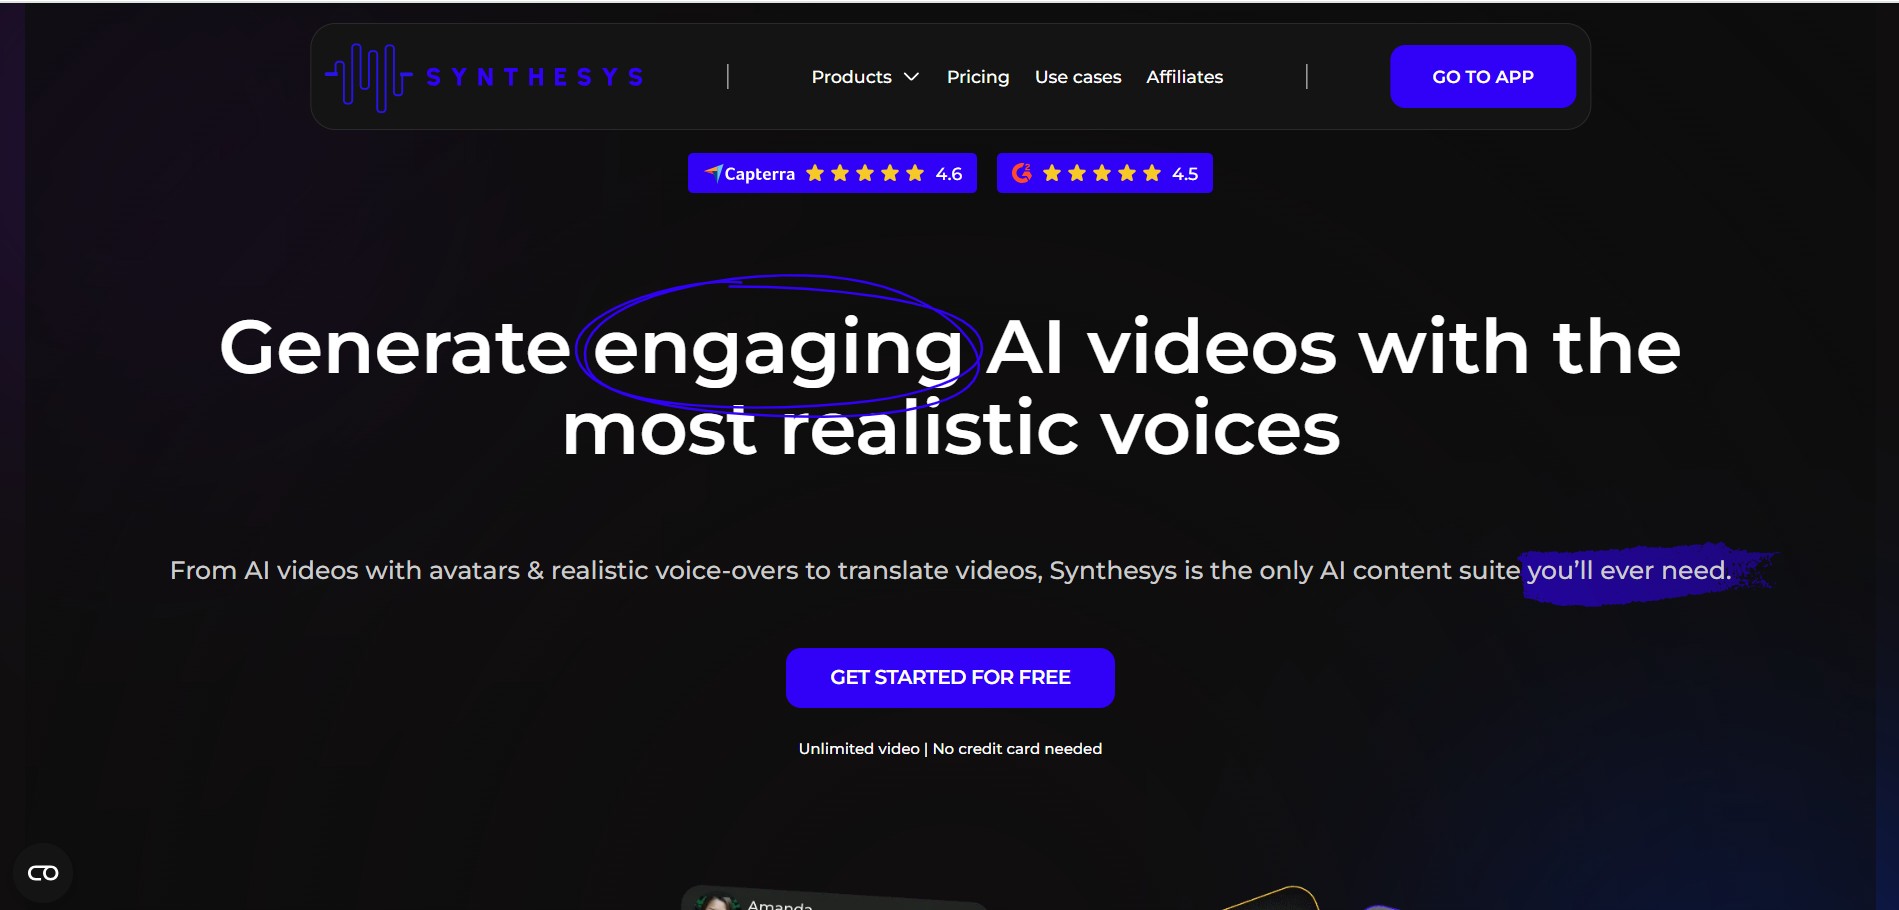 SYNTHESYS
Products
Pricing
Use cases
Affiliates
GO TO APP
Capterra 4.6
G2 4.5
Generate engaging AI videos with the
most realistic voices
From AI videos with avatars & realistic voice-overs to translate videos, Synthesys is the only AI content suite you’ll ever need.
GET STARTED FOR FREE
Unlimited video | No credit card needed
Amanda